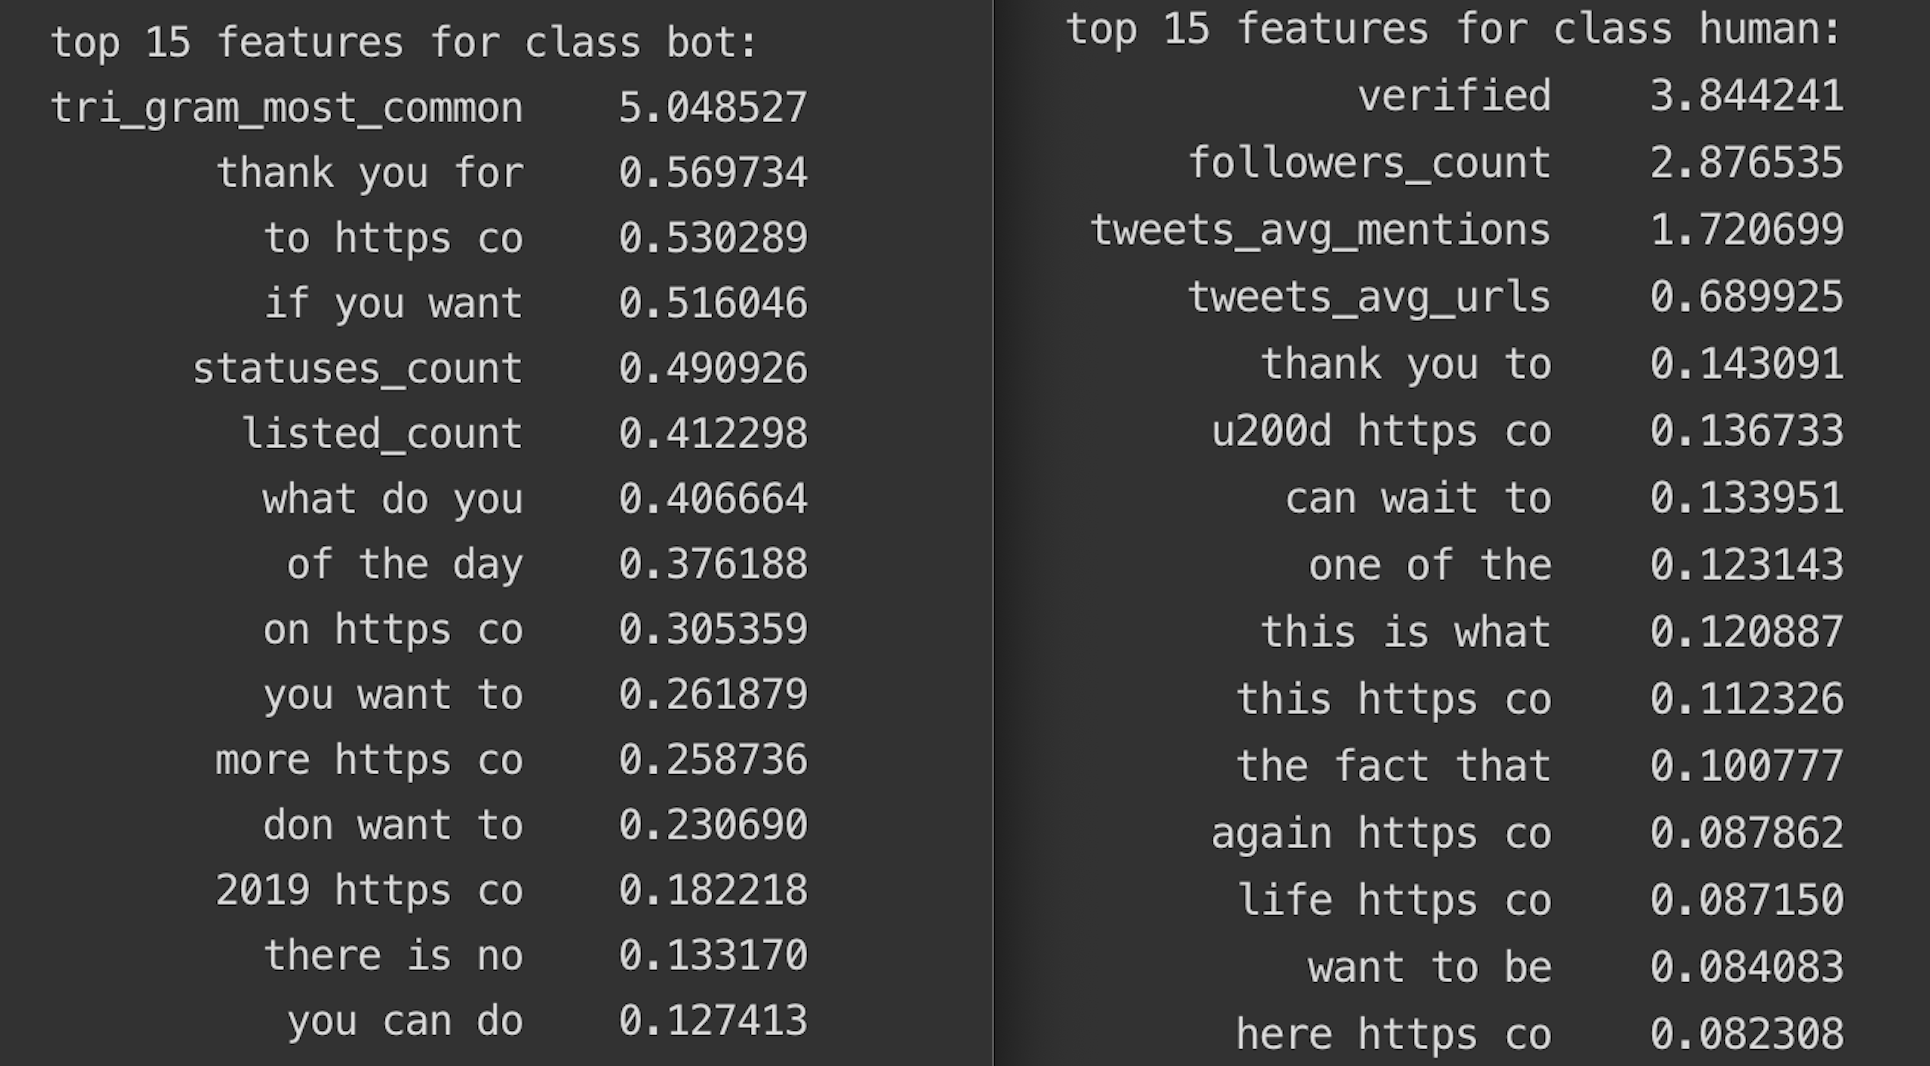 top 15 features for class bot:
tri_gram_most_common 5.048527
thank you for 0.569734
to https co 0.530289
if you want 0.516046
statuses_count 0.490926
listed_count 0.412298
what do you 0.406664
of the day 0.376188
on https co 0.305359
you want to 0.261879
more https co 0.258736
don want to 0.230690
2019 https co 0.182218
there is no 0.133170
you can do 0.127413
top 15 features for class human:
verified 3.844241
followers_count 2.876535
tweets_avg_mentions 1.720699
tweets_avg_urls 0.689925
thank you to 0.143091
u200d https co 0.136733
can wait to 0.133951
one of the 0.123143
this is what 0.120887
this https co 0.112326
the fact that 0.100777
again https co 0.087862
life https co 0.087150
want to be 0.084083
here https co 0.082308